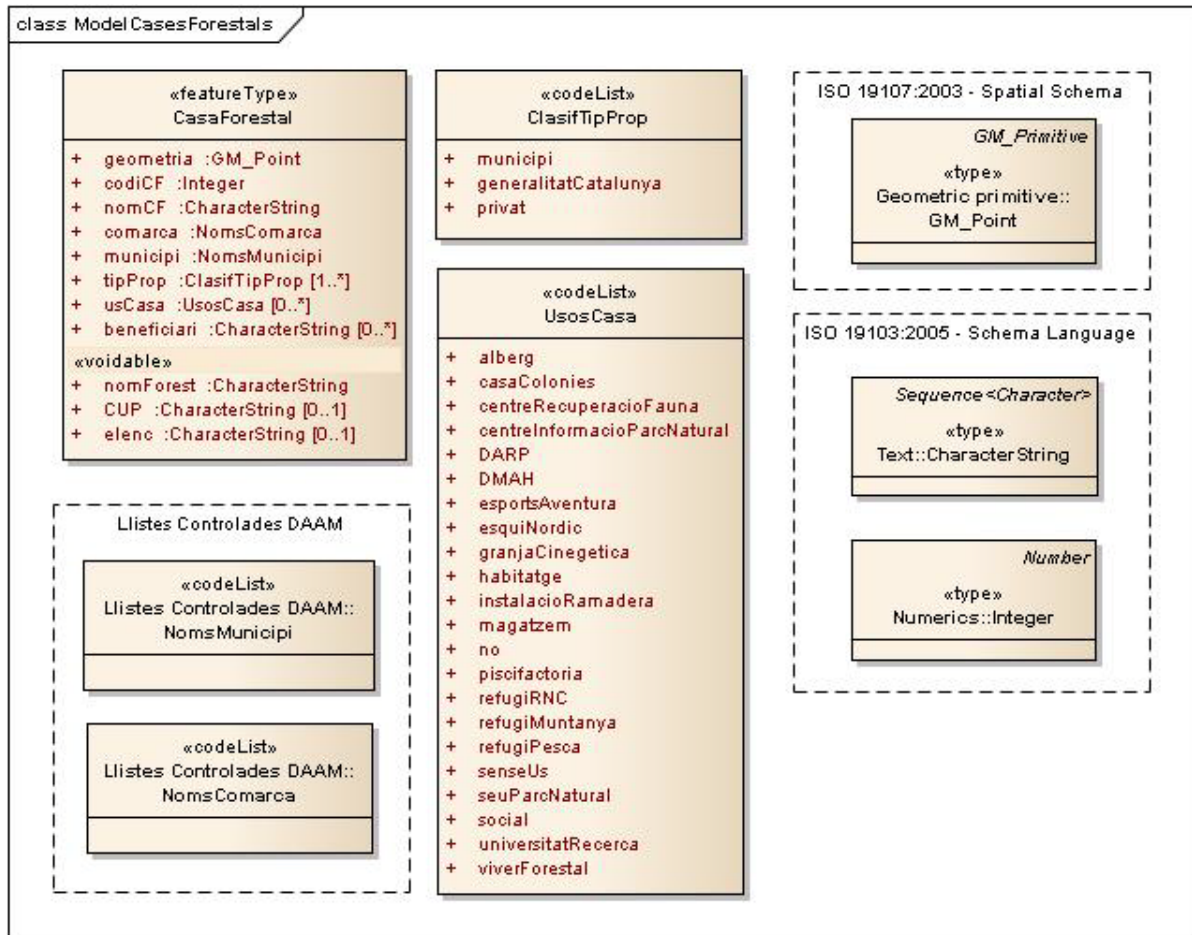 class ModelCasesForestals
«featureType»
CasaForestal
+ geometria :GM_Point
+ codiCF :Integer
+ nomCF :CharacterString
+ comarca :NomsComarca
+ municipi :NomsMunicipi
+ tipProp :ClasifTipProp [1..*]
+ usCasa :UsosCasa [0..*]
+ beneficiari :CharacterString [0..*]
«voidable»
+ nomForest :CharacterString
+ CUP :CharacterString [0..1]
+ elenc :CharacterString [0..1]
«codeList»
ClasifTipProp
+ municipi
+ generalitatCatalunya
+ privat
«codeList»
UsosCasa
+ alberg
+ casaColonies
+ centreRecuperacioFauna
+ centreInformacioParcNatural
+ DARP
+ DMAH
+ esportsAventura
+ esquiNordic
+ granjaCinegetica
+ habitatge
+ instalacioRamadera
+ magatzem
+ no
+ piscifactoria
+ refugiRNC
+ refugiMuntanya
+ refugiPesca
+ senseUs
+ seuParcNatural
+ social
+ universitatRecerca
+ viverForestal
ISO 19107:2003 - Spatial Schema
GM_Primitive
«type»
Geometric primitive::
GM_Point
ISO 19103:2005 - Schema Language
Sequence<Character>
«type»
Text::CharacterString
Number
«type»
Numerics::Integer
Llistes Controlades DAAM
«codeList»
Llistes Controlades DAAM::
NomsMunicipi
«codeList»
Llistes Controlades DAAM::
NomsComarca